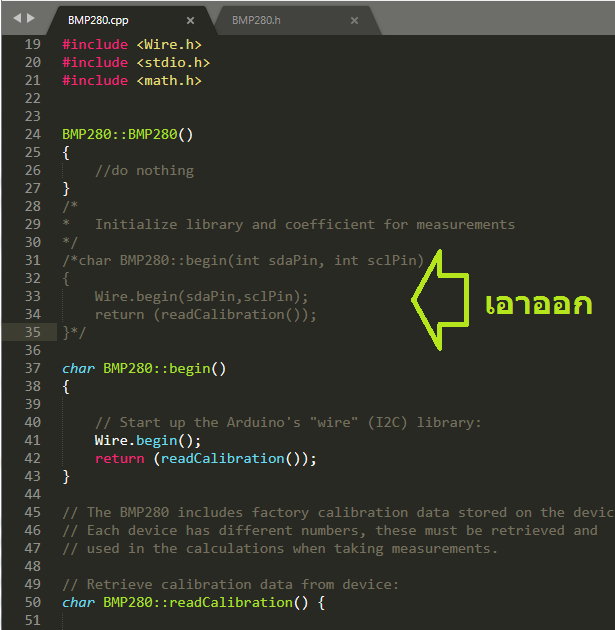 BMP280.cpp × BMP280.h ×
19 #include <Wire.h>
20 #include <stdio.h>
21 #include <math.h>
22
23
24 BMP280::BMP280()
25 {
26 //do nothing
27 }
28 /*
29 * Initialize library and coefficient for measurements
30 */
31 /*char BMP280::begin(int sdaPin, int sclPin)
32 {
33 Wire.begin(sdaPin,sclPin);
เอาออก
34 return (readCalibration());
35 }*/
36
37 char BMP280::begin()
38 {
39
40 // Start up the Arduino's "wire" (I2C) library:
41 Wire.begin();
42 return (readCalibration());
43 }
44
45 // The BMP280 includes factory calibration data stored on the devic
46 // Each device has different numbers, these must be retrieved and
47 // used in the calculations when taking measurements.
48
49 // Retrieve calibration data from device:
50 char BMP280::readCalibration() {
51